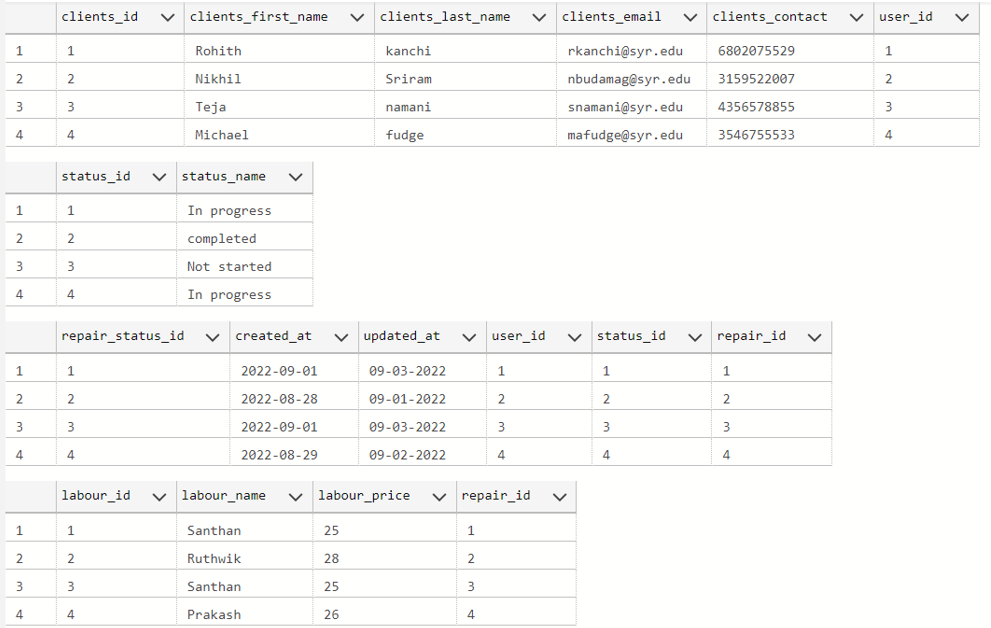 clients_id clients_first_name clients_last_name clients_email clients_contact user_id
1 1 Rohith kanchi rkanchi@syr.edu 6802075529 1
2 2 Nikhil Sriram nbudamag@syr.edu 3159522007 2
3 3 Teja namani snamani@syr.edu 4356578855 3
4 4 Michael fudge mafudge@syr.edu 3546755533 4
status_id status_name
1 1 In progress
2 2 completed
3 3 Not started
4 4 In progress
repair_status_id created_at updated_at user_id status_id repair_id
1 1 2022-09-01 09-03-2022 1 1 1
2 2 2022-08-28 09-01-2022 2 2 2
3 3 2022-09-01 09-03-2022 3 3 3
4 4 2022-08-29 09-02-2022 4 4 4
labour_id labour_name labour_price repair_id
1 1 Santhan 25 1
2 2 Ruthwik 28 2
3 3 Santhan 25 3
4 4 Prakash 26 4